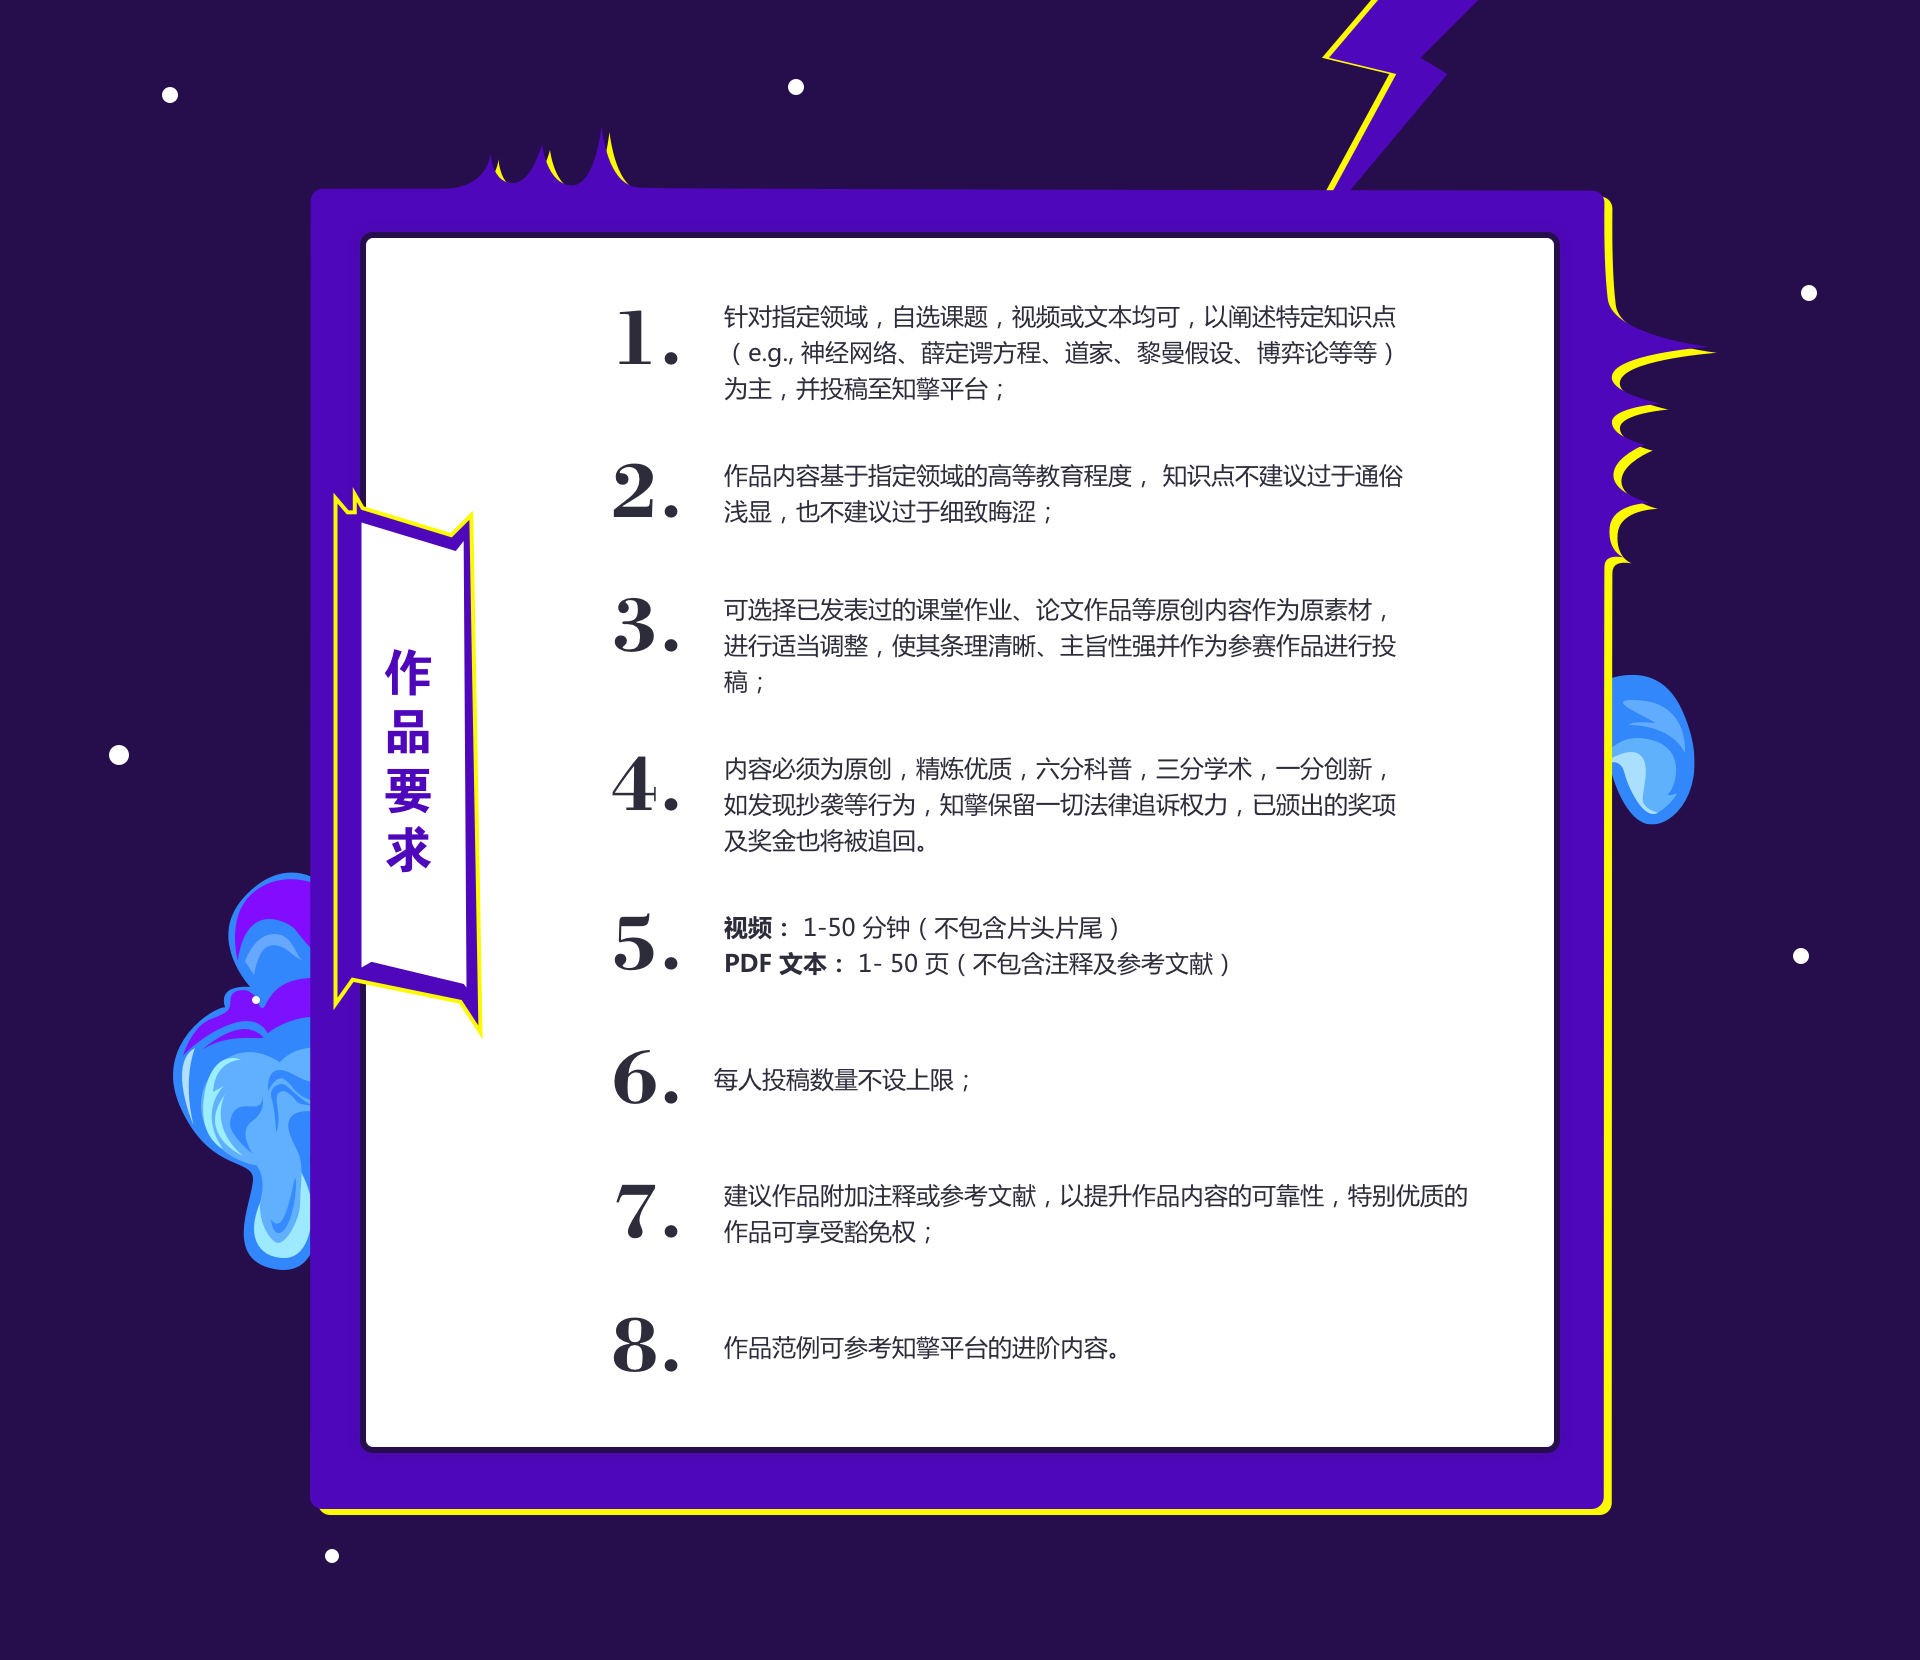 作品要求
1.
针对指定领域，自选课题，视频或文本均可，以阐述特定知识点
（e.g., 神经网络、薛定谔方程、道家、黎曼假设、博弈论等等）
为主，并投稿至知擎平台；
2.
作品内容基于指定领域的高等教育程度， 知识点不建议过于通俗
浅显，也不建议过于细致晦涩；
3.
可选择已发表过的课堂作业、论文作品等原创内容作为原素材，
进行适当调整，使其条理清晰、主旨性强并作为参赛作品进行投
稿；
4.
内容必须为原创，精炼优质，六分科普，三分学术，一分创新，
如发现抄袭等行为，知擎保留一切法律追诉权力，已颁出的奖项
及奖金也将被追回。
5.
视频： 1-50 分钟（不包含片头片尾）
PDF 文本： 1- 50 页（不包含注释及参考文献）
6.
每人投稿数量不设上限；
7.
建议作品附加注释或参考文献，以提升作品内容的可靠性，特别优质的
作品可享受豁免权；
8.
作品范例可参考知擎平台的进阶内容。